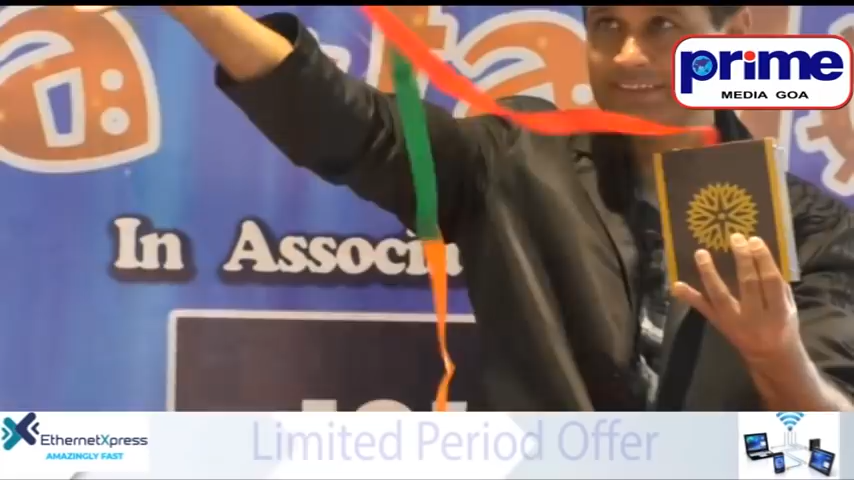 prime
MEDIA GOA
In Associ
EthernetXpress
AMAZINGLY FAST
Limited Period Offer